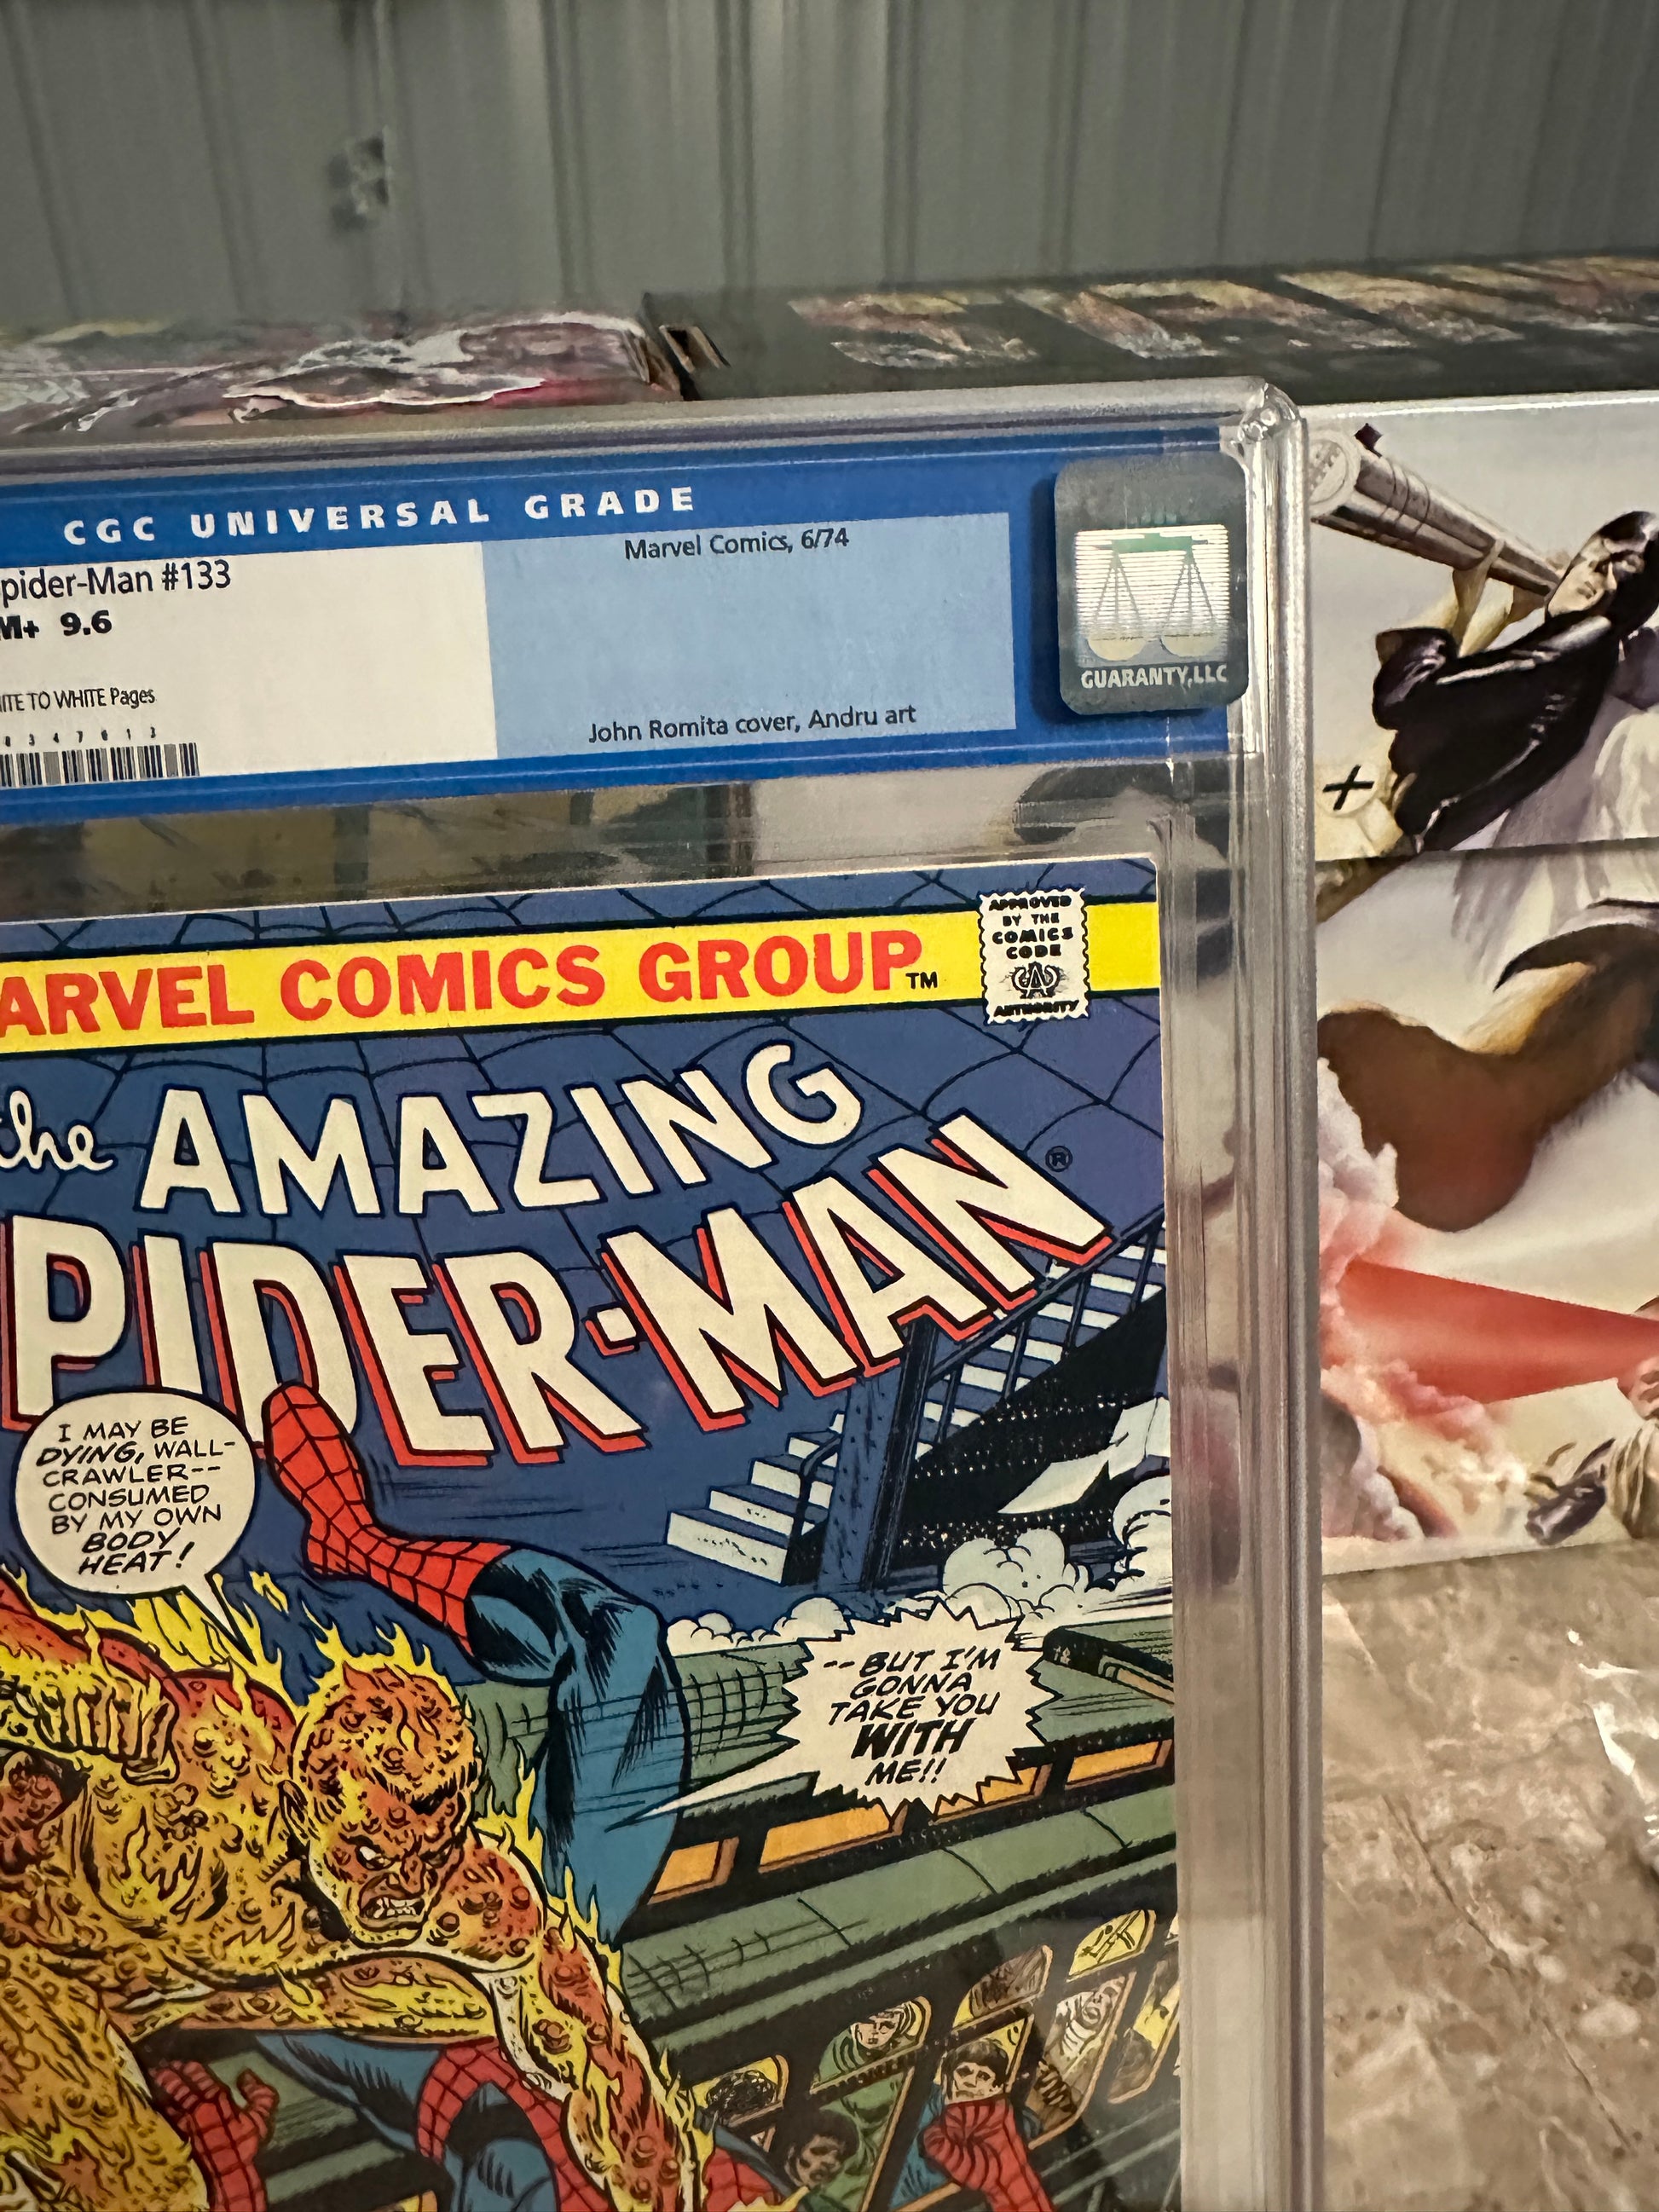 CGC UNIVERSAL GRADE
pider-Man #133
Marvel Comics, 6/74
M+ 9.6
ITE TO WHITE Pages
John Romita cover, Andru art
GUARANTY, LLC
ARVEL COMICS GROUP™
APPROVED
BY THE
COMICS
CODE
AUTHORITY
the AMAZING
PIDER-MAN®
I MAY BE
DYING, WALL-
CRAWLER--
CONSUMED
BY MY OWN
BODY
HEAT!
--BUT I'M
GONNA
TAKE YOU
WITH
ME!!